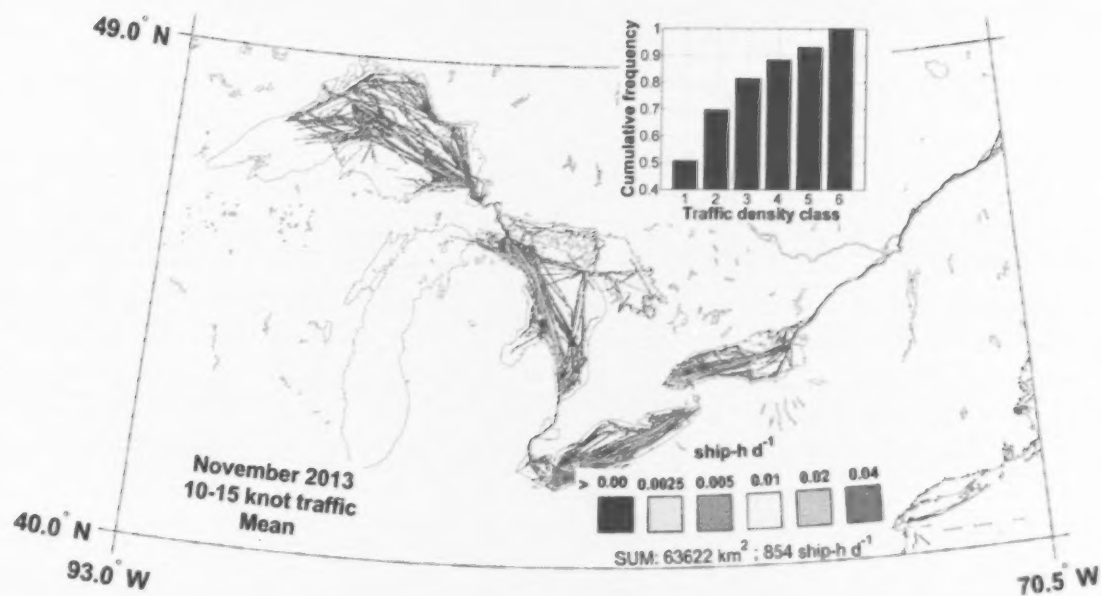 49.0° N
Cumulative frequency
1
0.9
0.8
0.7
0.6
0.5
0.4
1 2 3 4 5 6
Traffic density class
November 2013
10-15 knot traffic
Mean
ship-h d⁻¹
> 0.00 0.0025 0.005 0.01 0.02 0.04
SUM: 63622 km² ; 854 ship-h d⁻¹
40.0° N
93.0° W
70.5° W